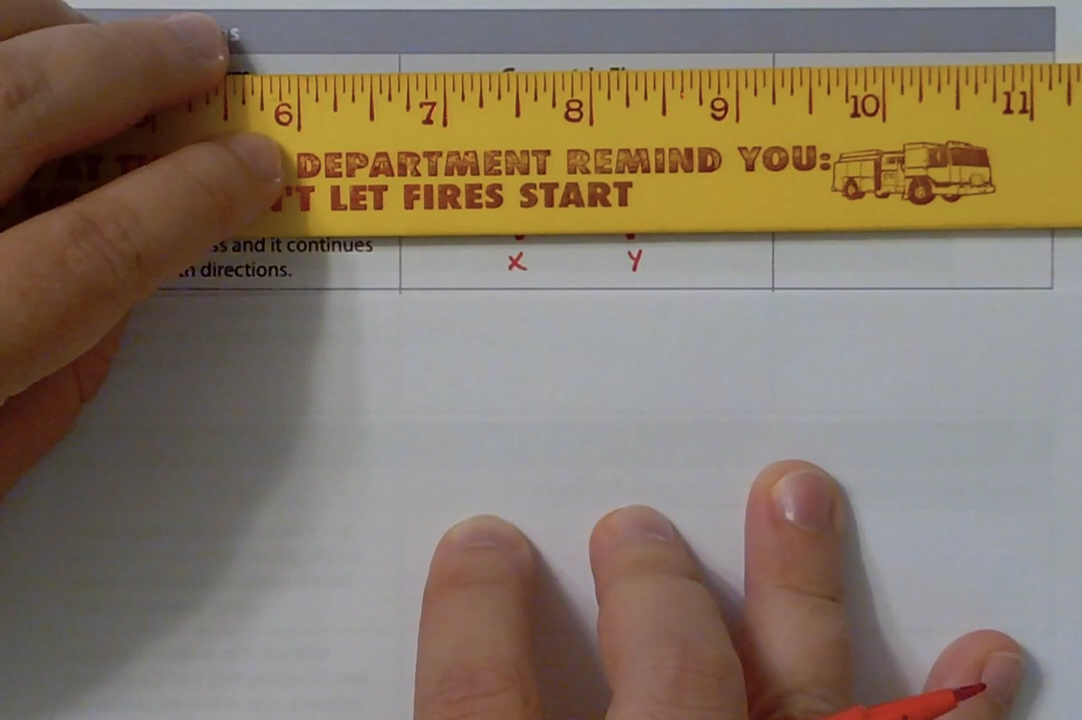 s
6 7 8 9 10 11
DEPARTMENT REMIND YOU:
'T LET FIRES START
ss and it continues
directions.
x y